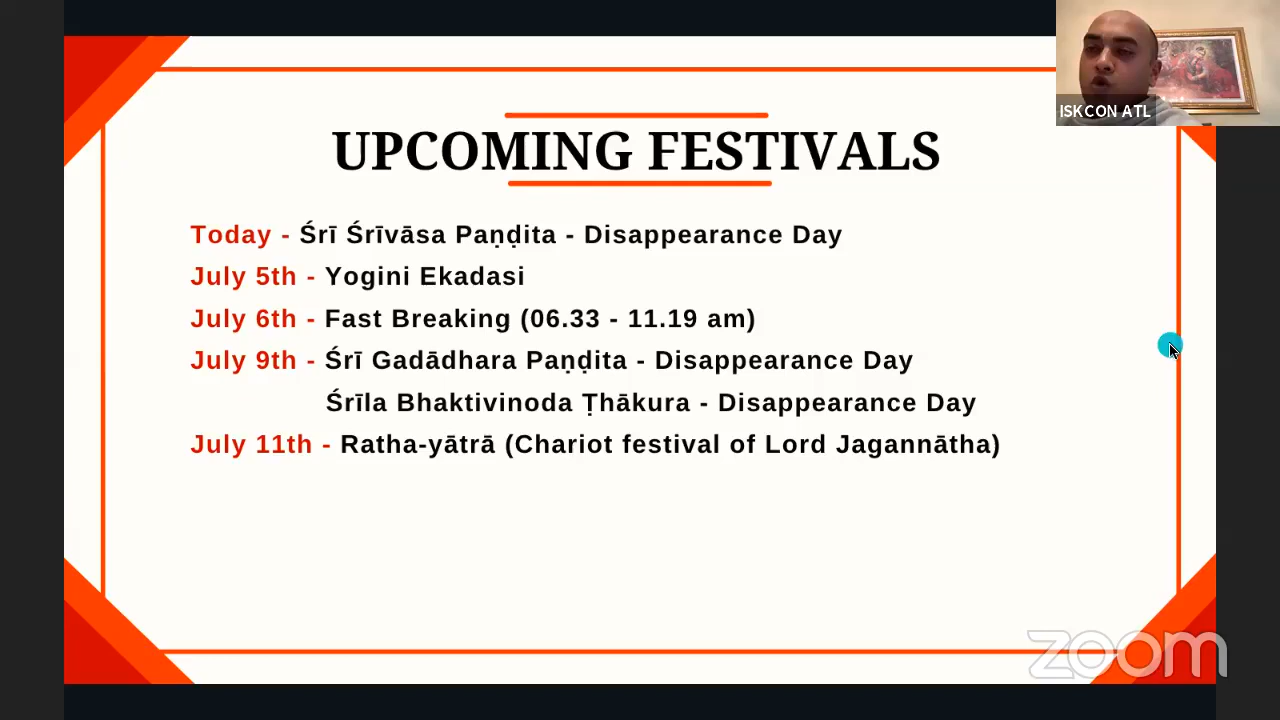 ISKCON ATL
UPCOMING FESTIVALS
Today - Śrī Śrīvāsa Paṇḍita - Disappearance Day
July 5th - Yogini Ekadasi
July 6th - Fast Breaking (06.33 - 11.19 am)
July 9th - Śrī Gadādhara Paṇḍita - Disappearance Day
Śrīla Bhaktivinoda Ṭhākura - Disappearance Day
July 11th - Ratha-yātrā (Chariot festival of Lord Jagannātha)
zoom